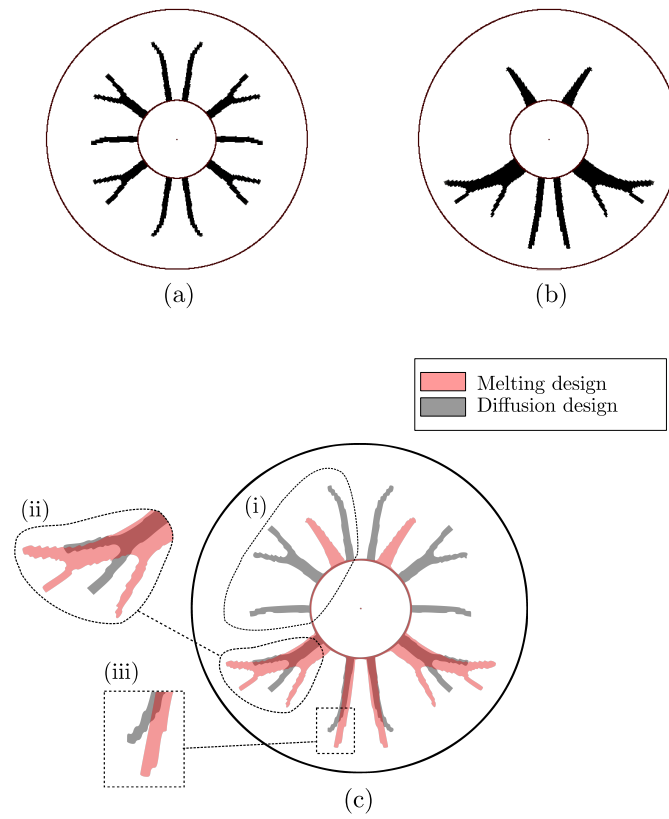 (a)
(b)
Melting design
Diffusion design
(ii)
(i)
(iii)
(c)